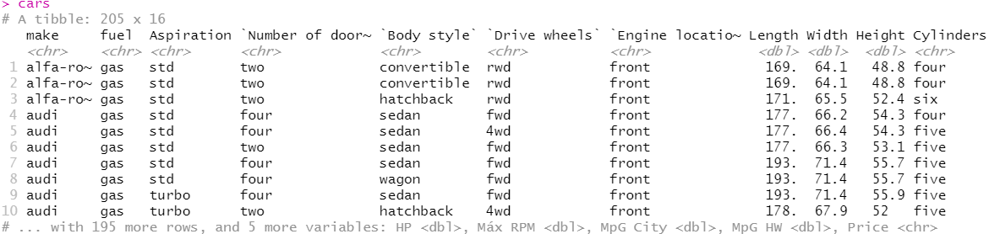 > cars
# A tibble: 205 x 16
make fuel Aspiration `Number of door~ `Body style` `Drive wheels` `Engine locatio~ Length Width Height Cylinders
<chr> <chr> <chr> <chr> <chr> <chr> <chr> <dbl> <dbl> <dbl> <chr>
1 alfa-ro~ gas std two convertible rwd front 169. 64.1 48.8 four
2 alfa-ro~ gas std two convertible rwd front 169. 64.1 48.8 four
3 alfa-ro~ gas std two hatchback rwd front 171. 65.5 52.4 six
4 audi gas std four sedan fwd front 177. 66.2 54.3 four
5 audi gas std four sedan 4wd front 177. 66.4 54.3 five
6 audi gas std two sedan fwd front 177. 66.3 53.1 five
7 audi gas std four sedan fwd front 193. 71.4 55.7 five
8 audi gas std four wagon fwd front 193. 71.4 55.7 five
9 audi gas turbo four sedan fwd front 193. 71.4 55.9 five
10 audi gas turbo two hatchback 4wd front 178. 67.9 52 five
# ... with 195 more rows, and 5 more variables: HP <dbl>, Máx RPM <dbl>, MpG City <dbl>, MpG HW <dbl>, Price <chr>